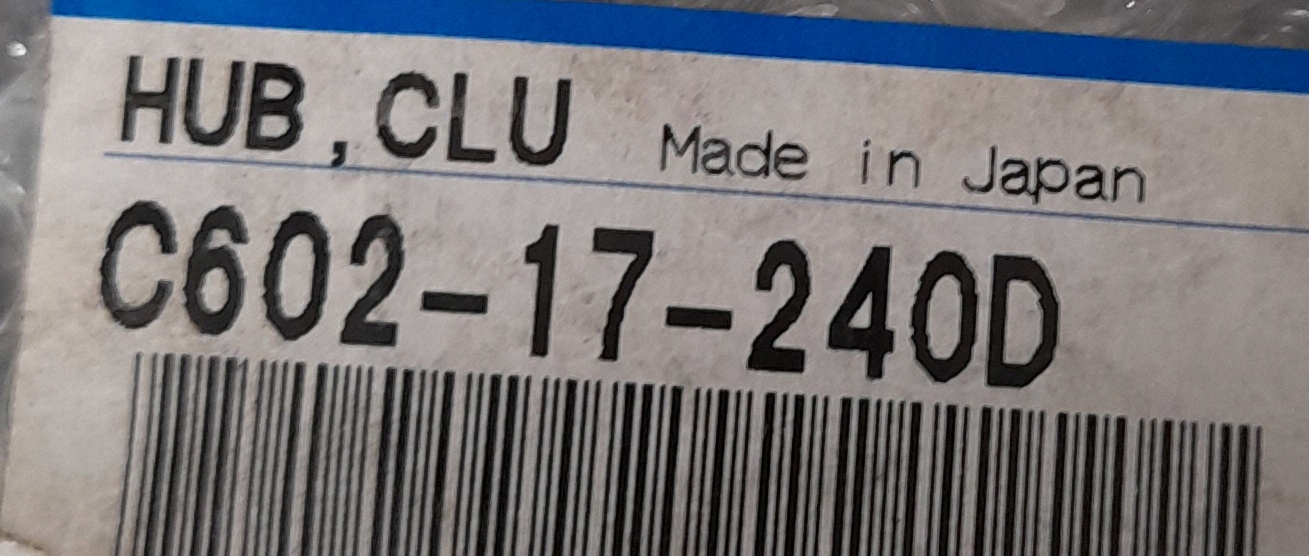 HUB,CLU Made in Japan
C602-17-240D